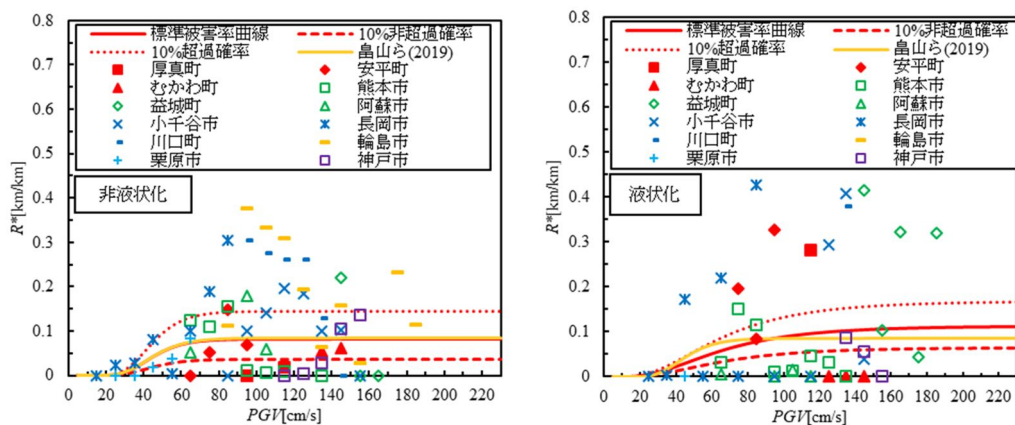 0.8
0.7
0.6
0.5
0.4
0.3
0.2
0.1
0
R*[km/km]
標準被害率曲線 10%非超過確率
10%超過確率 畠山ら(2019)
厚真町 安平町
むかわ町 熊本市
益城町 阿蘇市
小千谷市 長岡市
川口町 輪島市
栗原市 神戸市
非液状化
0 20 40 60 80 100 120 140 160 180 200 220
PGV[cm/s]
0.8
0.7
0.6
0.5
0.4
0.3
0.2
0.1
0
R*[km/km]
標準被害率曲線 10%非超過確率
10%超過確率 畠山ら(2019)
厚真町 安平町
むかわ町 熊本市
益城町 阿蘇市
小千谷市 長岡市
川口町 輪島市
栗原市 神戸市
液状化
0 20 40 60 80 100 120 140 160 180 200 220
PGV[cm/s]